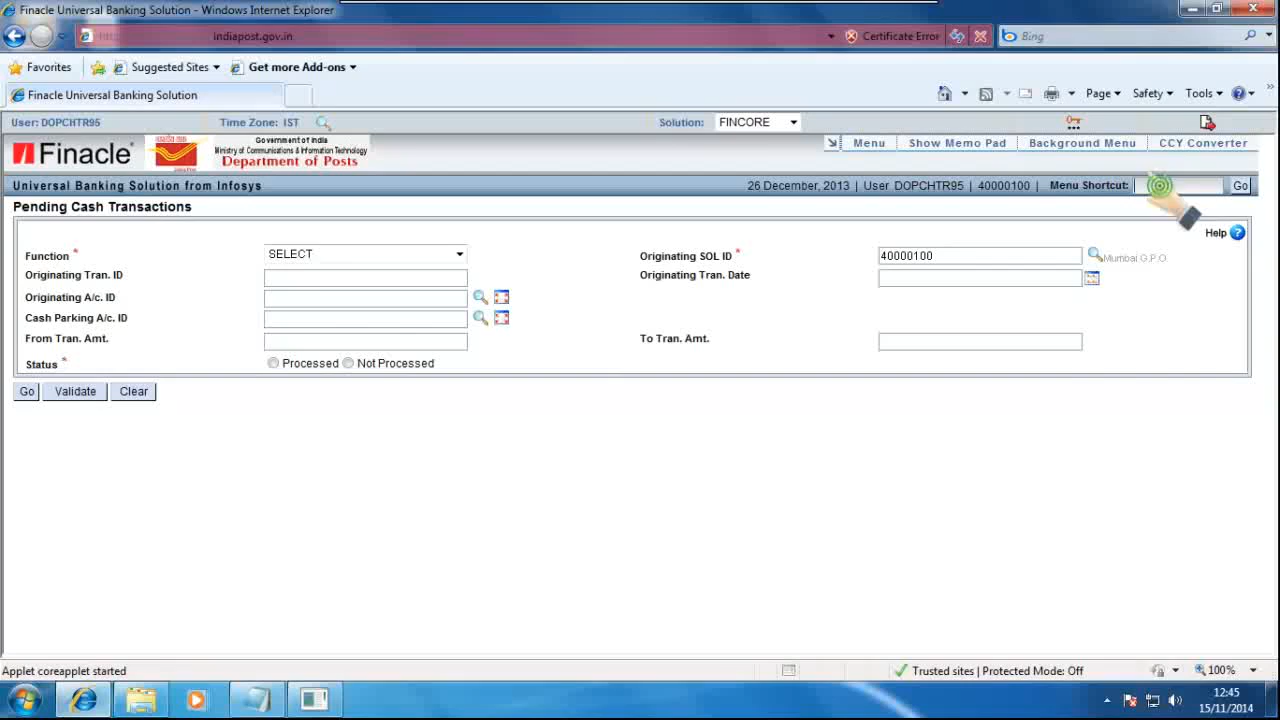 Finacle Universal Banking Solution - Windows Internet Explorer
indiapost.gov.in
Certificate Error
Bing
Favorites
Suggested Sites
Get more Add-ons
Finacle Universal Banking Solution
Page
Safety
Tools
User: DOPCHTR95
Time Zone: IST
Solution:
FINCORE
Finacle
Government of India
Ministry of Communications & Information Technology
Department of Posts
Menu
Show Memo Pad
Background Menu
CCY Converter
Universal Banking Solution from Infosys
26 December, 2013 | User DOPCHTR95 | 40000100 |
Menu Shortcut:
Go
Pending Cash Transactions
Help
Function *
SELECT
Originating SOL ID *
40000100
Mumbai G.P.O
Originating Tran. ID
Originating Tran. Date
Originating A/c. ID
Cash Parking A/c. ID
From Tran. Amt.
To Tran. Amt.
Status *
Processed
Not Processed
Go
Validate
Clear
Applet coreapplet started
Trusted sites | Protected Mode: Off
100%
12:45
15/11/2014